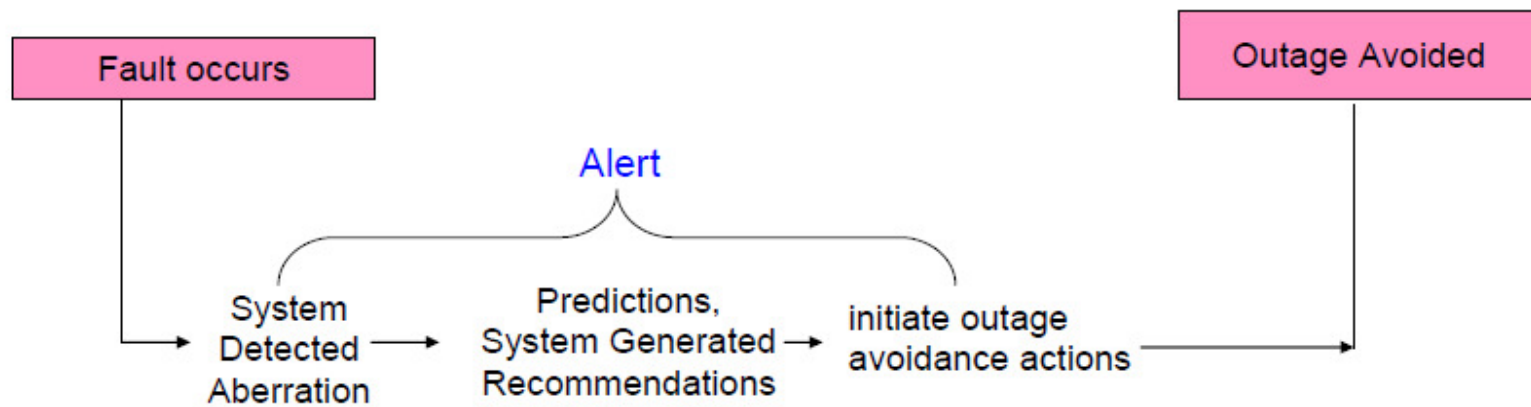 Fault occurs
Outage Avoided
Alert
System
Detected
Aberration
Predictions,
System Generated
Recommendations
initiate outage
avoidance actions